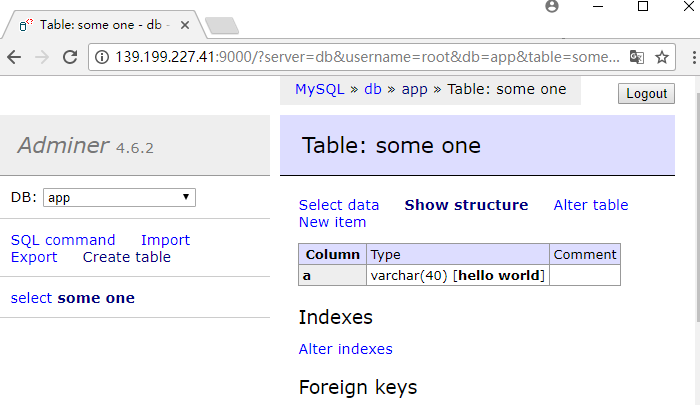 Table: some one - db -
139.199.227.41:9000/?server=db&username=root&db=app&table=some...
MySQL » db » app » Table: some one
Logout
Adminer 4.6.2
Table: some one
DB: app
SQL command Import
Export Create table
select some one
Select data Show structure Alter table
New item
Column Type Comment
a varchar(40) [hello world]
Indexes
Alter indexes
Foreign keys